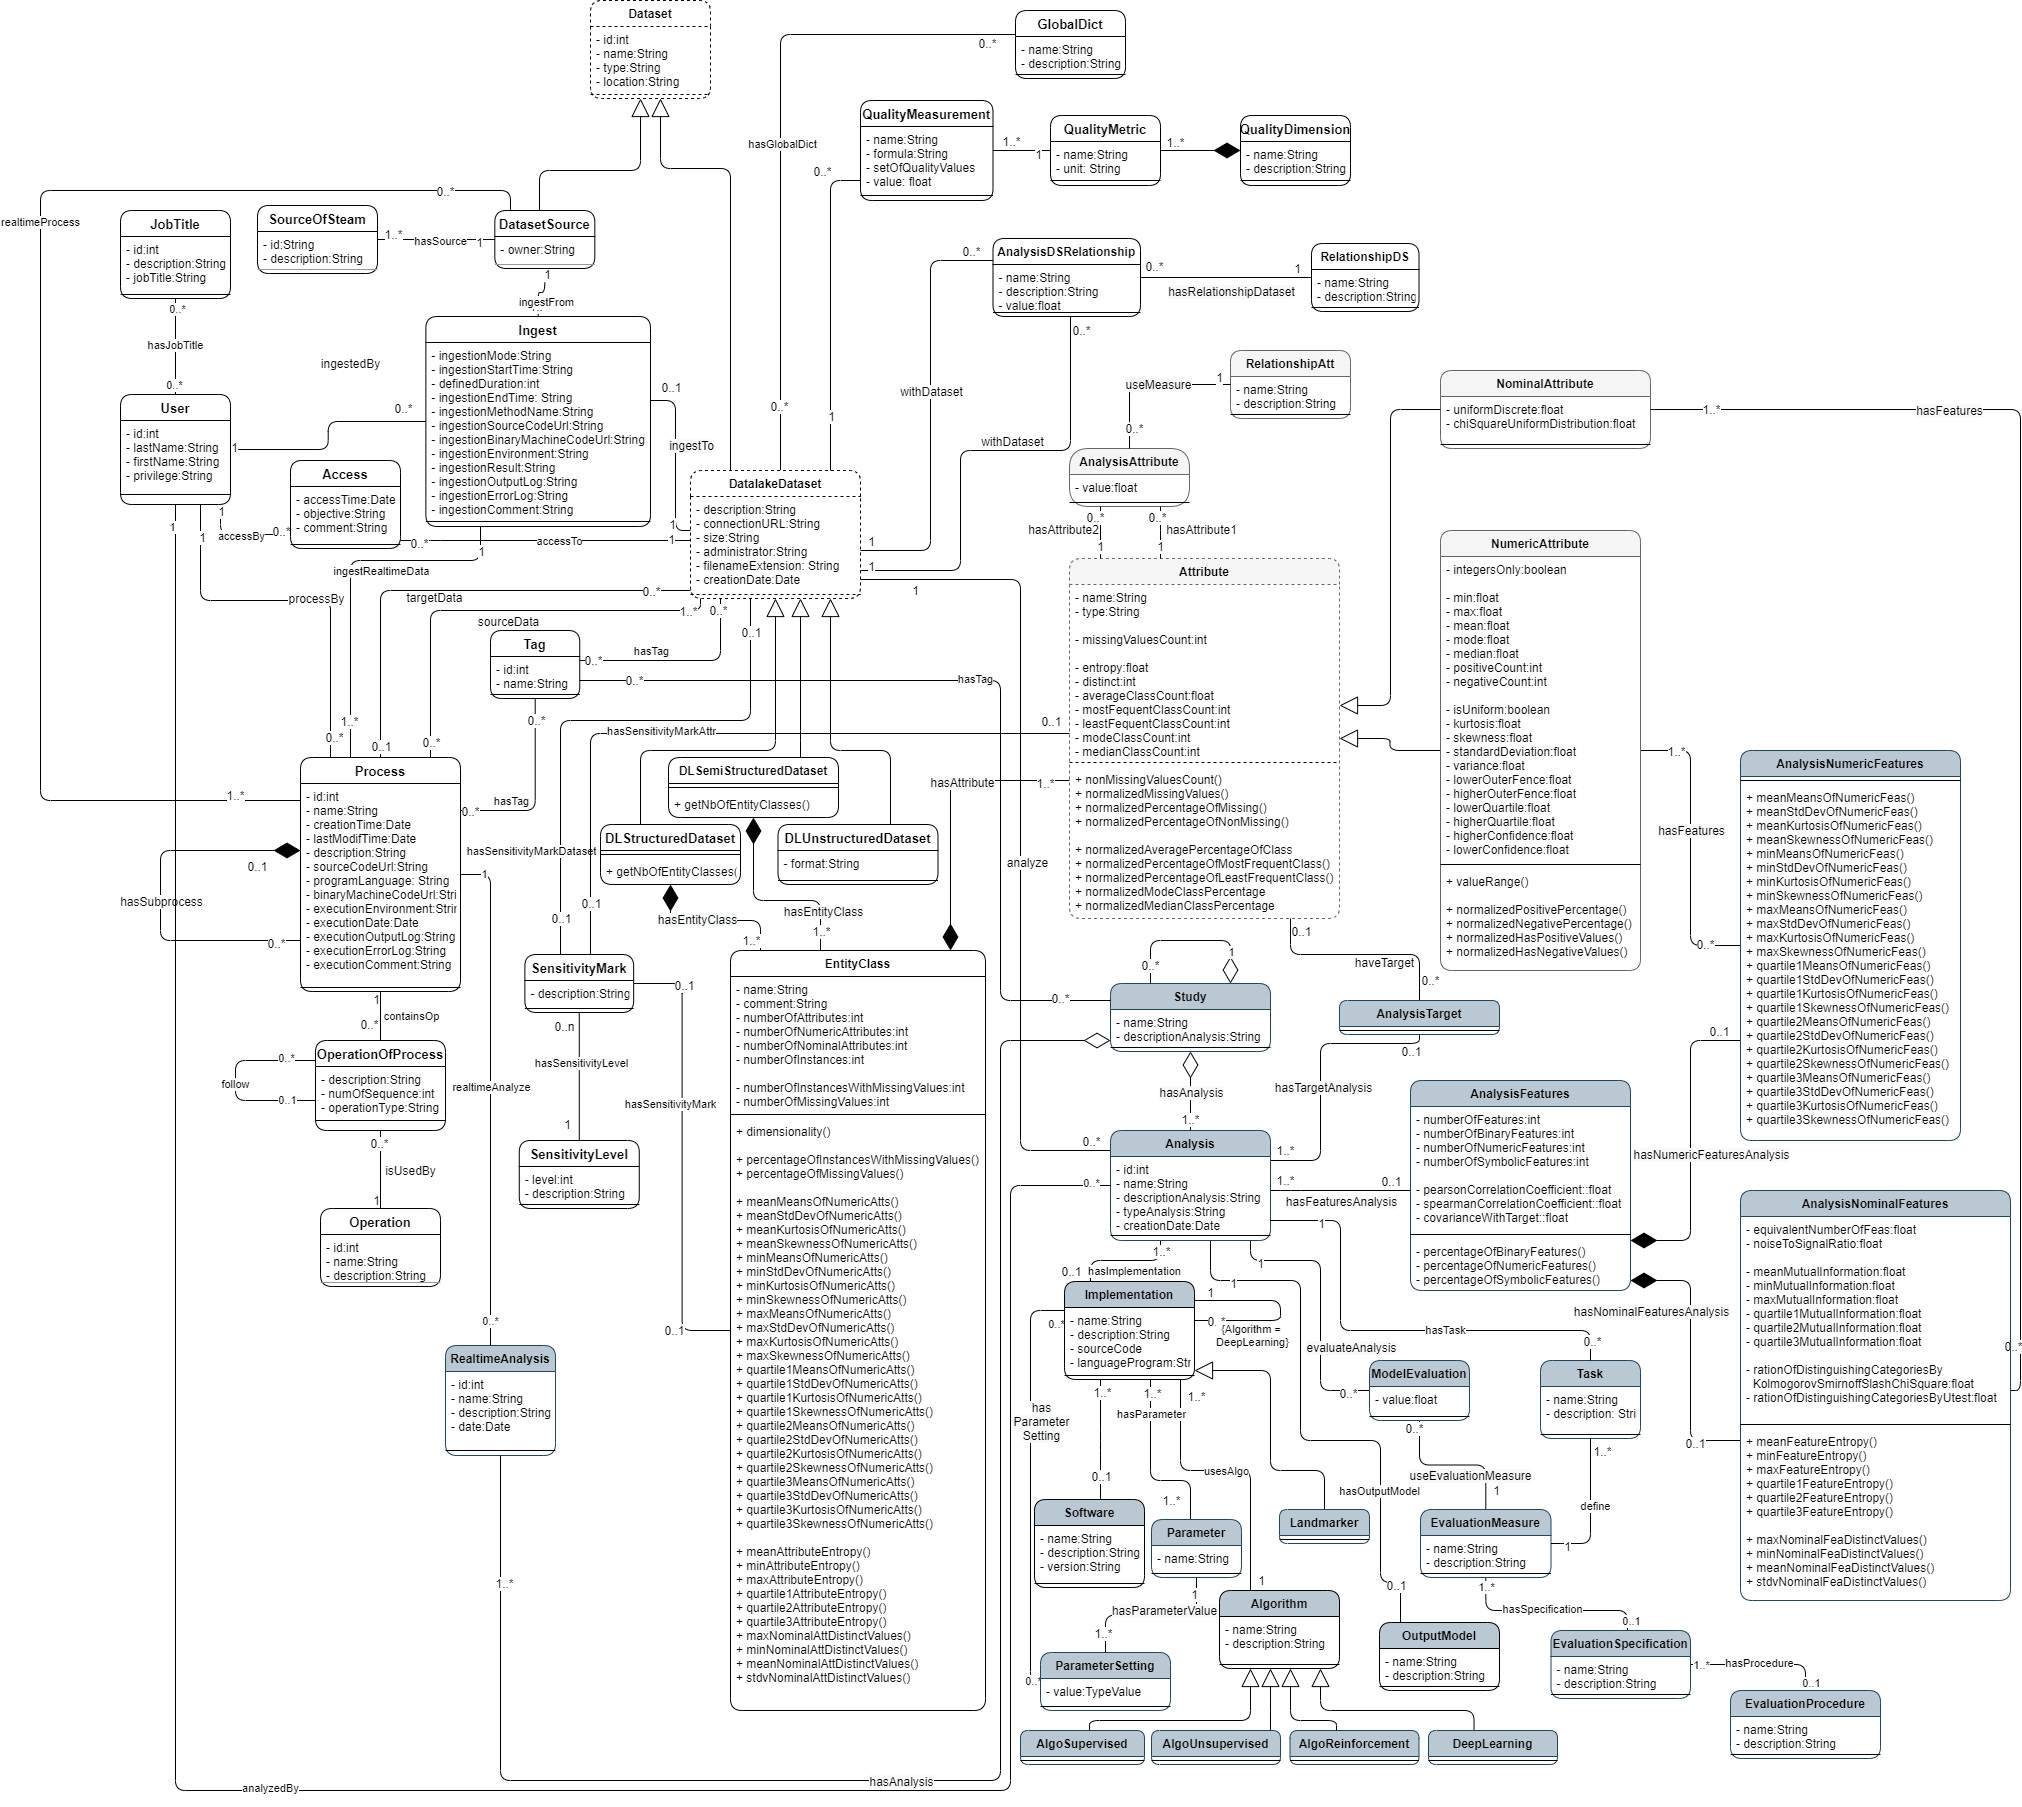 Dataset
- id:int
- name:String
- type:String
- location:String
GlobalDict
- name:String
- description:String
0..*
hasGlobalDict
0..*
QualityMeasurement
- name:String
- formula:String
- setOfQualityValues
- value: float
0..*
1
1..*
1
QualityMetric
- name:String
- unit: String
1..*
QualityDimension
- name:String
- description:String
0..*
realtimeProcess
1..*
JobTitle
- id:int
- description:String
- jobTitle:String
0..*
hasJobTitle
0..*
SourceOfSteam
- id:String
- description:String
1..*
hasSource
1
DatasetSource
- owner:String
1
ingestFrom
Ingest
- ingestionMode:String
- ingestionStartTime:String
- definedDuration:int
- ingestionEndTime: String
- ingestionMethodName:String
- ingestionSourceCodeUrl:String
- ingestionBinaryMachineCodeUrl:String
- ingestionEnvironment:String
- ingestionResult:String
- ingestionOutputLog:String
- ingestionErrorLog:String
- ingestionComment:String
ingestedBy
0..*
1
0..1
ingestTo
1
User
- id:int
- lastName:String
- firstName:String
- privilege:String
Access
- accessTime:Date
- objective:String
- comment:String
1
accessBy
0..*
0..*
accessTo
1
1
ingestRealtimeData
1..*
1
processBy
0..*
1
AnalysisDSRelationship
- name:String
- description:String
- value:float
0..*
withDataset
1
0..*
withDataset
1
0..*
hasRelationshipDataset
1
RelationshipDS
- name:String
- description:String
RelationshipAtt
- name:String
- description:String
1
useMeasure
0..*
AnalysisAttribute
- value:float
0..*
hasAttribute2
1
0..*
hasAttribute1
1
NominalAttribute
- uniformDiscrete:float
- chiSquareUniformDistribution:float
1..*
hasFeatures
0..*
DatalakeDataset
- description:String
- connectionURL:String
- size:String
- administrator:String
- filenameExtension: String
- creationDate:Date
targetData
0..*
0..1
sourceData
1..*
0..*
0..*
hasTag
0..*
0..1
1
Tag
- id:int
- name:String
0..*
hasTag
0..*
0..*
hasTag
0..*
Attribute
- name:String
- type:String
- missingValuesCount:int
- entropy:float
- distinct:int
- averageClassCount:float
- mostFequentClassCount:int
- leastFequentClassCount:int
- modeClassCount:int
- medianClassCount:int
+ nonMissingValuesCount()
+ normalizedMissingValues()
+ normalizedPercentageOfMissing()
+ normalizedPercentageOfNonMissing()
+ normalizedAveragePercentageOfClass
+ normalizedPercentageOfMostFrequentClass()
+ normalizedPercentageOfLeastFrequentClass()
+ normalizedModeClassPercentage
+ normalizedMedianClassPercentage
NumericAttribute
- integersOnly:boolean
- min:float
- max:float
- mean:float
- mode:float
- median:float
- positiveCount:int
- negativeCount:int
- isUniform:boolean
- kurtosis:float
- skewness:float
- standardDeviation:float
- variance:float
- lowerOuterFence:float
- higherOuterFence:float
- lowerQuartile:float
- higherQuartile:float
- higherConfidence:float
- lowerConfidence:float
+ valueRange()
+ normalizedPositivePercentage()
+ normalizedNegativePercentage()
+ normalizedHasPositiveValues()
+ normalizedHasNegativeValues()
1..*
hasFeatures
0..*
AnalysisNumericFeatures
+ meanMeansOfNumericFeas()
+ meanStdDevOfNumericFeas()
+ meanKurtosisOfNumericFeas()
+ meanSkewnessOfNumericFeas()
+ minMeansOfNumericFeas()
+ minStdDevOfNumericFeas()
+ minKurtosisOfNumericFeas()
+ minSkewnessOfNumericFeas()
+ maxMeansOfNumericFeas()
+ maxStdDevOfNumericFeas()
+ maxKurtosisOfNumericFeas()
+ maxSkewnessOfNumericFeas()
+ quartile1MeansOfNumericFeas()
+ quartile1StdDevOfNumericFeas()
+ quartile1KurtosisOfNumericFeas()
+ quartile1SkewnessOfNumericFeas()
+ quartile2MeansOfNumericFeas()
+ quartile2StdDevOfNumericFeas()
+ quartile2KurtosisOfNumericFeas()
+ quartile2SkewnessOfNumericFeas()
+ quartile3MeansOfNumericFeas()
+ quartile3StdDevOfNumericFeas()
+ quartile3KurtosisOfNumericFeas()
+ quartile3SkewnessOfNumericFeas()
0..1
hasSensitivityMarkAttr
0..1
hasSensitivityMarkDataset
0..1
DLSemiStructuredDataset
+ getNbOfEntityClasses()
DLStructuredDataset
+ getNbOfEntityClasses(
DLUnstructuredDataset
- format:String
hasEntityClass
1..*
hasEntityClass
1..*
hasAttribute
1..*
analyze
0..*
Process
- id:int
- name:String
- creationTime:Date
- lastModifTime:Date
- description:String
- sourceCodeUrl:String
- programLanguage: String
- binaryMachineCodeUrl:Stri
- executionEnvironment:Strir
- executionDate:Date
- executionOutputLog:String
- executionErrorLog:String
- executionComment:String
0..1
hasSubprocess
0..*
1
containsOp
0..*
OperationOfProcess
- description:String
- numOfSequence:int
- operationType:String
0..*
follow
0..1
0..*
isUsedBy
1
Operation
- id:int
- name:String
- description:String
1
realtimeAnalyze
0..*
RealtimeAnalysis
- id:int
- name:String
- description:String
- date:Date
1..*
hasAnalysis
analyzedBy
0..*
SensitivityMark
- description:String
0..n
hasSensitivityLevel
1
SensitivityLevel
- level:int
- description:String
0..1
hasSensitivityMark
0..1
EntityClass
- name:String
- comment:String
- numberOfAttributes:int
- numberOfNumericAttributes:int
- numberOfNominalAttributes:int
- numberOfInstances:int
- numberOfInstancesWithMissingValues:int
- numberOfMissingValues:int
+ dimensionality()
+ percentageOfInstancesWithMissingValues()
+ percentageOfMissingValues()
+ meanMeansOfNumericAtts()
+ meanStdDevOfNumericAtts()
+ meanKurtosisOfNumericAtts()
+ meanSkewnessOfNumericAtts()
+ minMeansOfNumericAtts()
+ minStdDevOfNumericAtts()
+ minKurtosisOfNumericAtts()
+ minSkewnessOfNumericAtts()
+ maxMeansOfNumericAtts()
+ maxStdDevOfNumericAtts()
+ maxKurtosisOfNumericAtts()
+ maxSkewnessOfNumericAtts()
+ quartile1MeansOfNumericAtts()
+ quartile1StdDevOfNumericAtts()
+ quartile1KurtosisOfNumericAtts()
+ quartile1SkewnessOfNumericAtts()
+ quartile2MeansOfNumericAtts()
+ quartile2StdDevOfNumericAtts()
+ quartile2KurtosisOfNumericAtts()
+ quartile2SkewnessOfNumericAtts()
+ quartile3MeansOfNumericAtts()
+ quartile3StdDevOfNumericAtts()
+ quartile3KurtosisOfNumericAtts()
+ quartile3SkewnessOfNumericAtts()
+ meanAttributeEntropy()
+ minAttributeEntropy()
+ maxAttributeEntropy()
+ quartile1AttributeEntropy()
+ quartile2AttributeEntropy()
+ quartile3AttributeEntropy()
+ maxNominalAttDistinctValues()
+ minNominalAttDistinctValues()
+ meanNominalAttDistinctValues()
+ stdvNominalAttDistinctValues()
0..*
1
Study
- name:String
- descriptionAnalysis:String
hasAnalysis
1..*
0..1
haveTarget
0..*
AnalysisTarget
0..1
hasTargetAnalysis
1..*
Analysis
- id:int
- name:String
- descriptionAnalysis:String
- typeAnalysis:String
- creationDate:Date
1..*
hasFeaturesAnalysis
0..1
AnalysisFeatures
- numberOfFeatures:int
- numberOfBinaryFeatures:int
- numberOfNumericFeatures:int
- numberOfSymbolicFeatures:int
- pearsonCorrelationCoefficient::float
- spearmanCorrelationCoefficient::float
- covarianceWithTarget::float
- percentageOfBinaryFeatures()
- percentageOfNumericFeatures()
- percentageOfSymbolicFeatures()
0..1
hasNumericFeaturesAnalysis
hasNominalFeaturesAnalysis
0..1
AnalysisNominalFeatures
- equivalentNumberOfFeas:float
- noiseToSignalRatio:float
- meanMutualInformation:float
- minMutualInformation:float
- maxMutualInformation:float
- quartile1MutualInformation:float
- quartile2MutualInformation:float
- quartile3MutualInformation:float
- rationOfDistinguishingCategoriesBy
KolmogorovSmirnoffSlashChiSquare:float
- rationOfDistinguishingCategoriesByUtest:float
+ meanFeatureEntropy()
+ minFeatureEntropy()
+ maxFeatureEntropy()
+ quartile1FeatureEntropy()
+ quartile2FeatureEntropy()
+ quartile3FeatureEntropy()
+ maxNominalFeaDistinctValues()
+ minNominalFeaDistinctValues()
+ meanNominalFeaDistinctValues()
+ stdvNominalFeaDistinctValues()
1..*
hasImplementation
0..1
Implementation
- name:String
- description:String
- sourceCode
- languageProgram:Str
1
0..*
{Algorithm =
DeepLearning}
0..*
has
Parameter
Setting
0..*
1..*
0..1
Software
- name:String
- description:String
- version:String
1..*
hasParameter
1..*
Parameter
- name:String
1
hasParameterValue
1..*
ParameterSetting
- value:TypeValue
1..*
usesAlgo
1
Algorithm
- name:String
- description:String
AlgoSupervised
AlgoUnsupervised
AlgoReinforcement
DeepLearning
Landmarker
1
hasOutputModel
0..1
OutputModel
- name:String
- description:String
1
evaluateAnalysis
0..*
ModelEvaluation
- value:float
0..*
useEvaluationMeasure
1
EvaluationMeasure
- name:String
- description:String
1
hasTask
0..*
Task
- name:String
- description: Stri
1..*
define
1
1..*
hasSpecification
0..1
EvaluationSpecification
- name:String
- description:String
1..*
hasProcedure
0..1
EvaluationProcedure
- name:String
- description:String